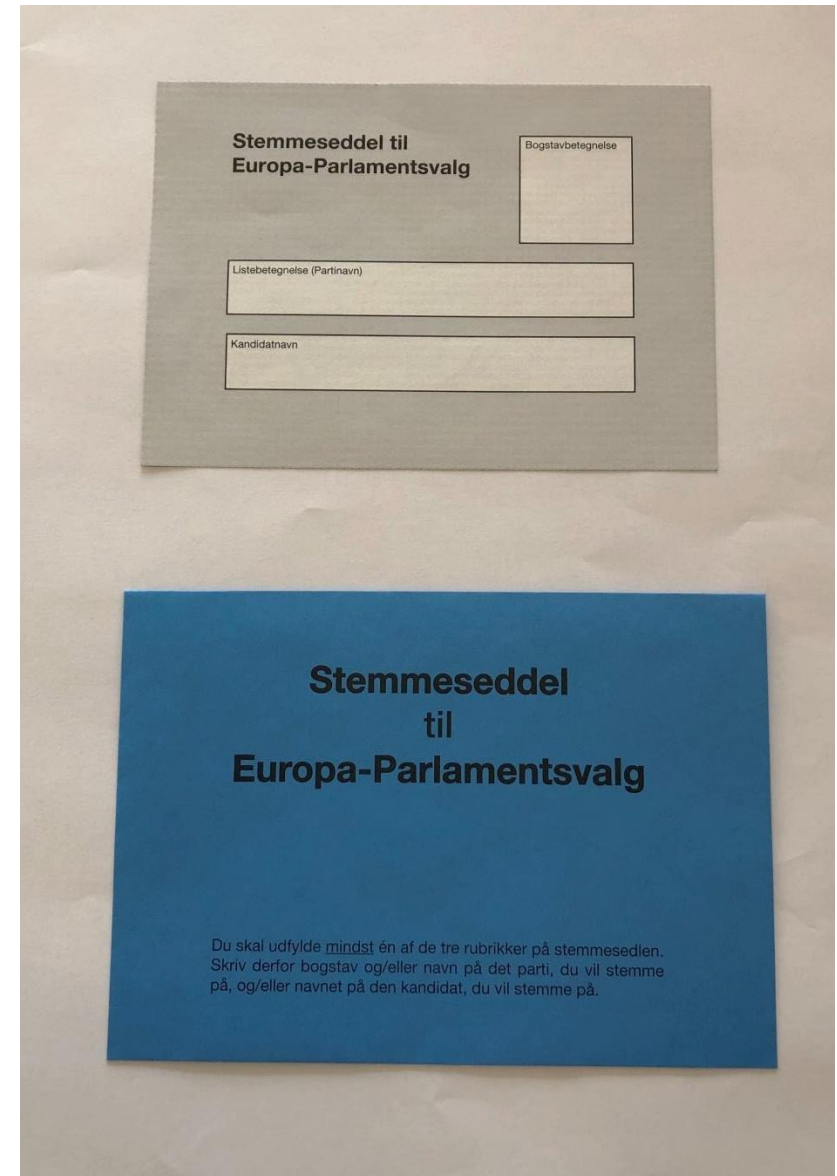 Stemmeseddel til
Europa-Parlamentsvalg
Bogstavbetegnelse
Listebetegnelse (Partinavn)
Kandidatnavn
Stemmeseddel
til
Europa-Parlamentsvalg
Du skal udfylde mindst én af de tre rubrikker på stemmesedlen.
Skriv derfor bogstav og/eller navn på det parti, du vil stemme
på, og/eller navnet på den kandidat, du vil stemme på.